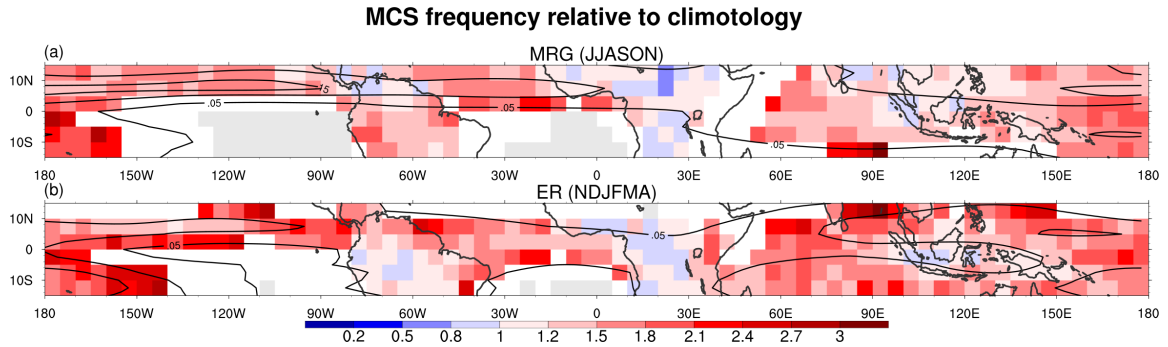 MCS frequency relative to climotology
(a)
MRG (JJASON)
10N
0
10S
.05
.05
.05
180 150W 120W 90W 60W 30W 0 30E 60E 90E 120E 150E 180
(b)
ER (NDJFMA)
10N
0
10S
.05
.05
180 150W 120W 90W 60W 30W 0 30E 60E 90E 120E 150E 180
0.2 0.5 0.8 1 1.2 1.5 1.8 2.1 2.4 2.7 3